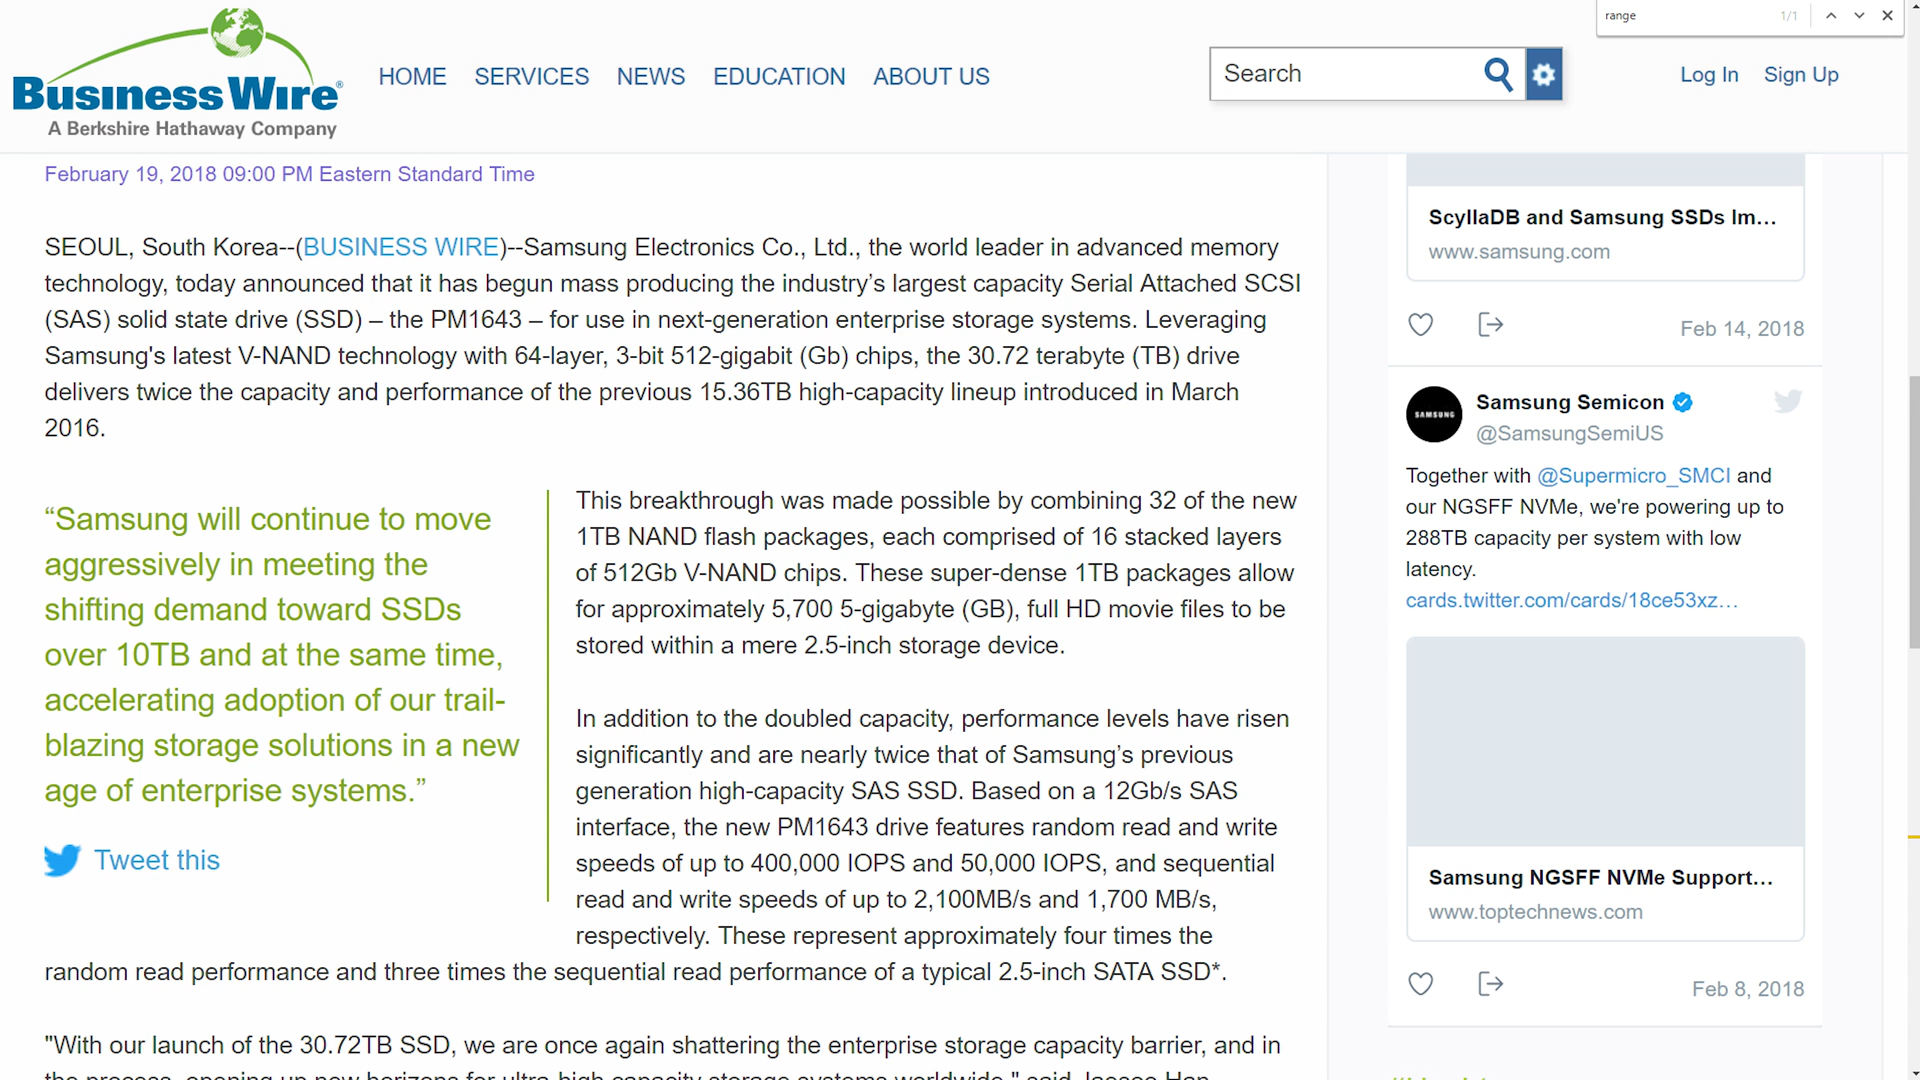 range
1/1
BusinessWire®
A Berkshire Hathaway Company
HOME SERVICES NEWS EDUCATION ABOUT US
Search
Log In Sign Up
February 19, 2018 09:00 PM Eastern Standard Time
SEOUL, South Korea--(BUSINESS WIRE)--Samsung Electronics Co., Ltd., the world leader in advanced memory
technology, today announced that it has begun mass producing the industry’s largest capacity Serial Attached SCSI
(SAS) solid state drive (SSD) – the PM1643 – for use in next-generation enterprise storage systems. Leveraging
Samsung's latest V-NAND technology with 64-layer, 3-bit 512-gigabit (Gb) chips, the 30.72 terabyte (TB) drive
delivers twice the capacity and performance of the previous 15.36TB high-capacity lineup introduced in March
2016.
“Samsung will continue to move
aggressively in meeting the
shifting demand toward SSDs
over 10TB and at the same time,
accelerating adoption of our trail-
blazing storage solutions in a new
age of enterprise systems.”
Tweet this
This breakthrough was made possible by combining 32 of the new
1TB NAND flash packages, each comprised of 16 stacked layers
of 512Gb V-NAND chips. These super-dense 1TB packages allow
for approximately 5,700 5-gigabyte (GB), full HD movie files to be
stored within a mere 2.5-inch storage device.
In addition to the doubled capacity, performance levels have risen
significantly and are nearly twice that of Samsung’s previous
generation high-capacity SAS SSD. Based on a 12Gb/s SAS
interface, the new PM1643 drive features random read and write
speeds of up to 400,000 IOPS and 50,000 IOPS, and sequential
read and write speeds of up to 2,100MB/s and 1,700 MB/s,
respectively. These represent approximately four times the
random read performance and three times the sequential read performance of a typical 2.5-inch SATA SSD*.
"With our launch of the 30.72TB SSD, we are once again shattering the enterprise storage capacity barrier, and in
the process, opening up new horizons for ultra-high capacity storage systems worldwide," said Jaesoo Han,
ScyllaDB and Samsung SSDs Im…
www.samsung.com
Feb 14, 2018
SAMSUNG
Samsung Semicon
@SamsungSemiUS
Together with @Supermicro_SMCI and
our NGSFF NVMe, we're powering up to
288TB capacity per system with low
latency.
cards.twitter.com/cards/18ce53xz…
Samsung NGSFF NVMe Support…
www.toptechnews.com
Feb 8, 2018